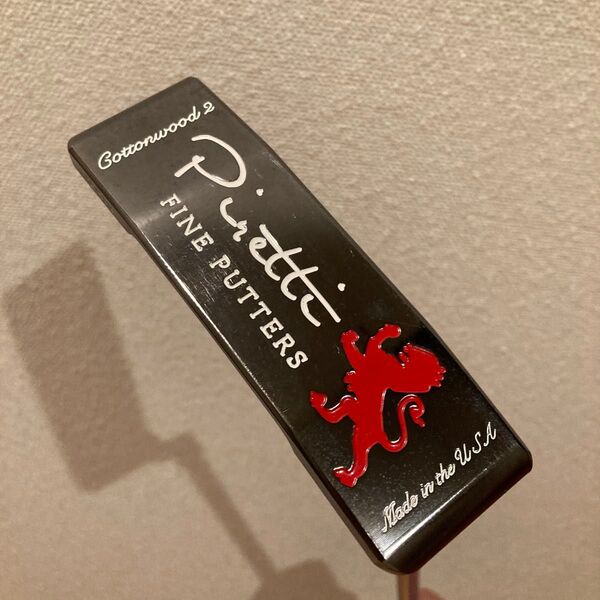 Cottonwood 2
Piretti
FINE PUTTERS
Made in the USA